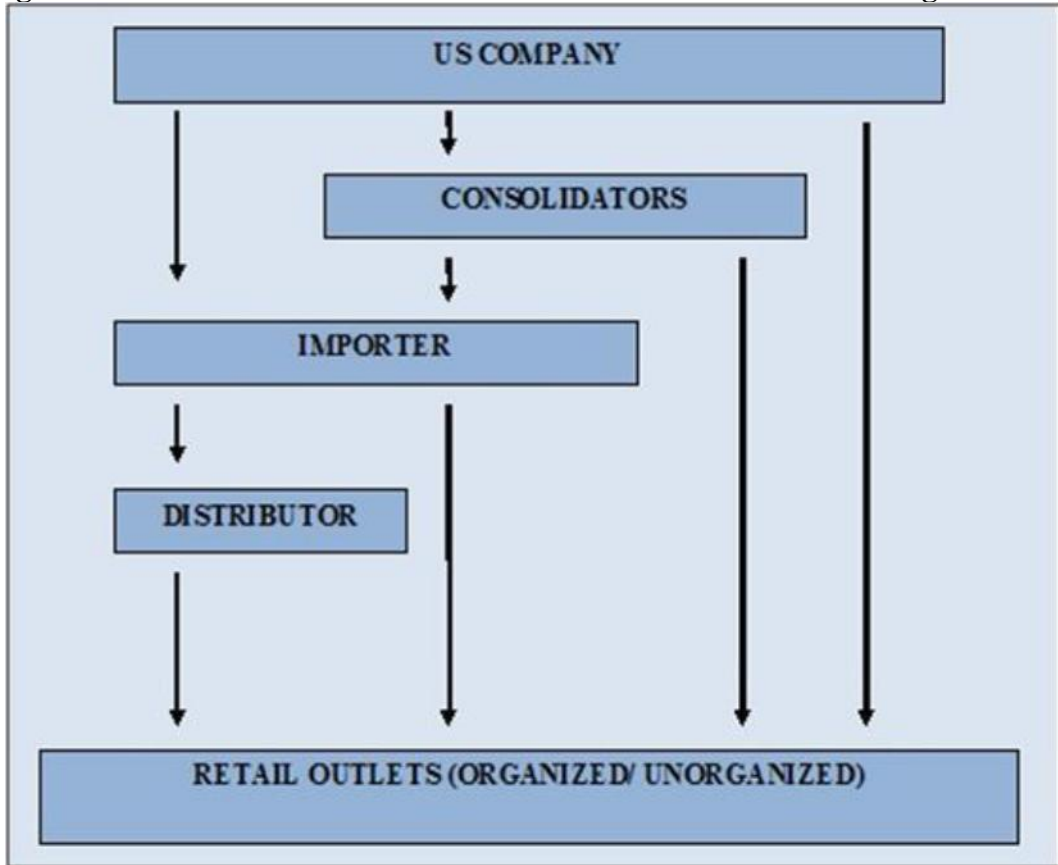 US COMPANY
CONSOLIDATORS
IMPORTER
DISTRIBUTOR
RETAIL OUTLETS (ORGANIZED/ UNORGANIZED)